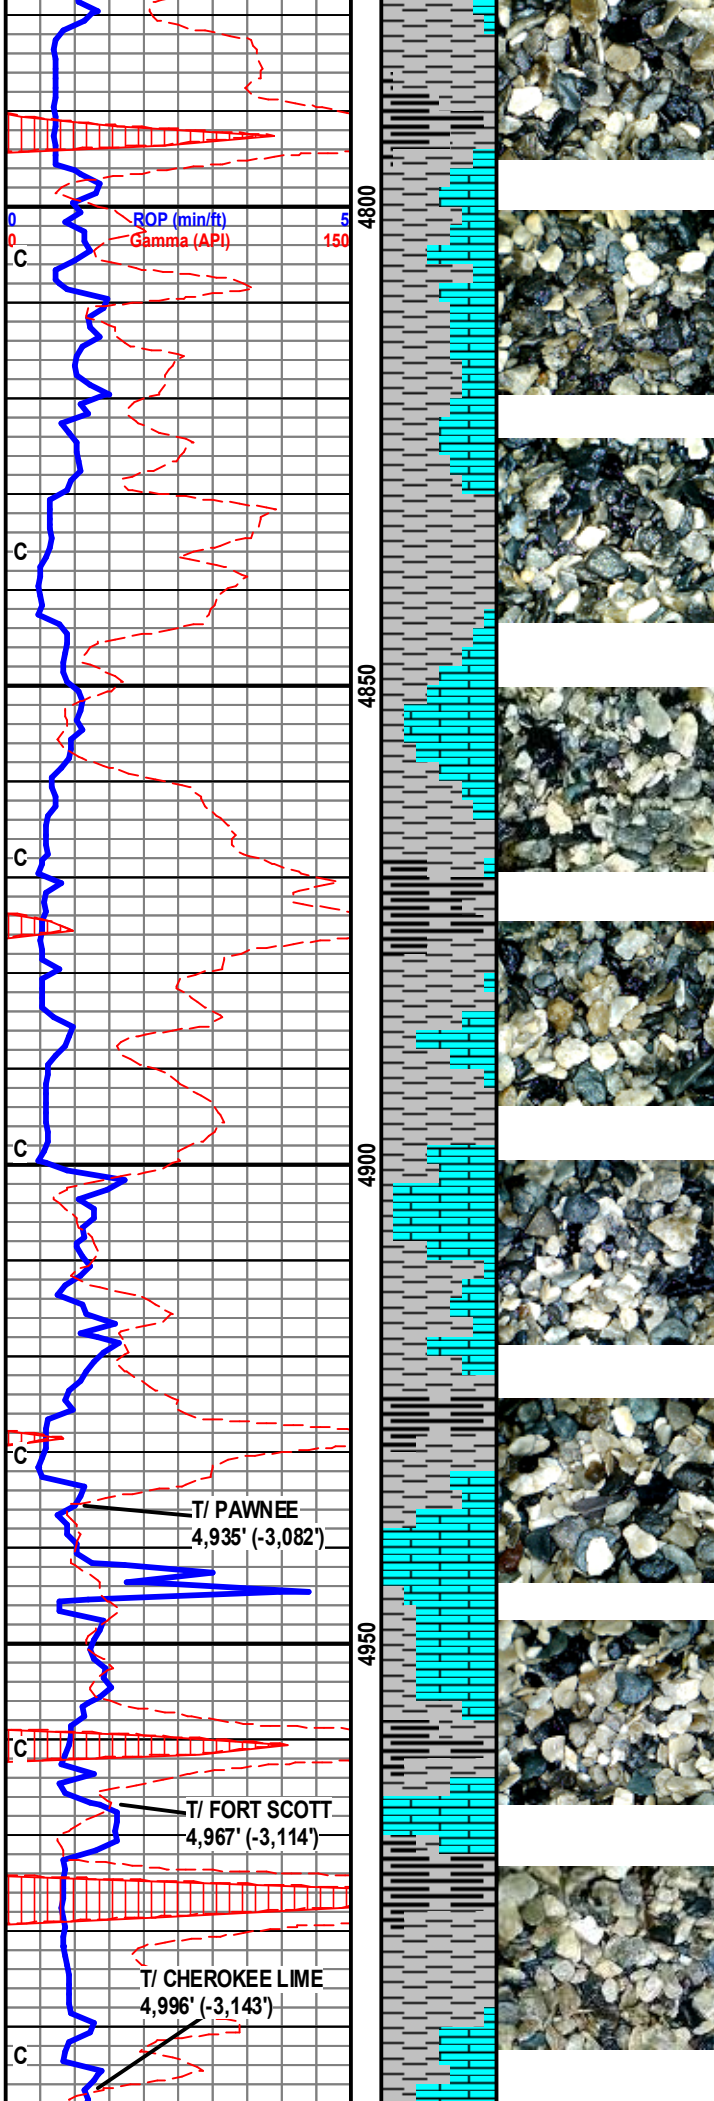 0 ROP (min/ft) 5
0 Gamma (API) 150
4800
C
C
4850
C
C
4900
C
T/ PAWNEE
4,935' (-3,082')
4950
C
T/ FORT SCOTT
4,967' (-3,114')
T/ CHEROKEE LIME
4,996' (-3,143')
C